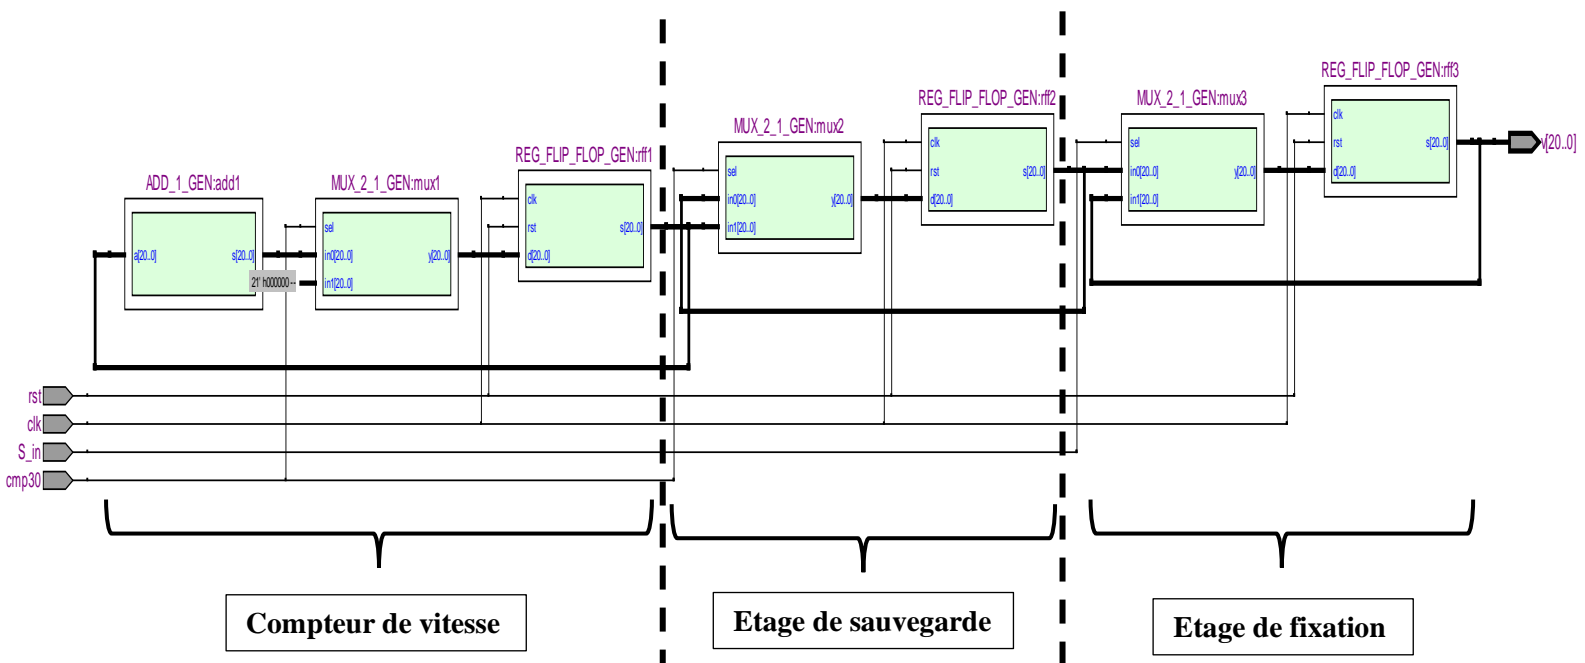 REG_FLIP_FLOP_GEN:rff3
clk
rst
d[20..0]
s[20..0]
v[20..0]
MUX_2_1_GEN:mux3
sel
in0[20..0]
in1[20..0]
y[20..0]
REG_FLIP_FLOP_GEN:rff2
clk
rst
d[20..0]
s[20..0]
MUX_2_1_GEN:mux2
sel
in0[20..0]
in1[20..0]
y[20..0]
REG_FLIP_FLOP_GEN:rff1
clk
rst
d[20..0]
s[20..0]
MUX_2_1_GEN:mux1
sel
in0[20..0]
in1[20..0]
y[20..0]
ADD_1_GEN:add1
a[20..0]
s[20..0]
21' h000000 --
rst
clk
S_in
cmp30
Compteur de vitesse
Etage de sauvegarde
Etage de fixation